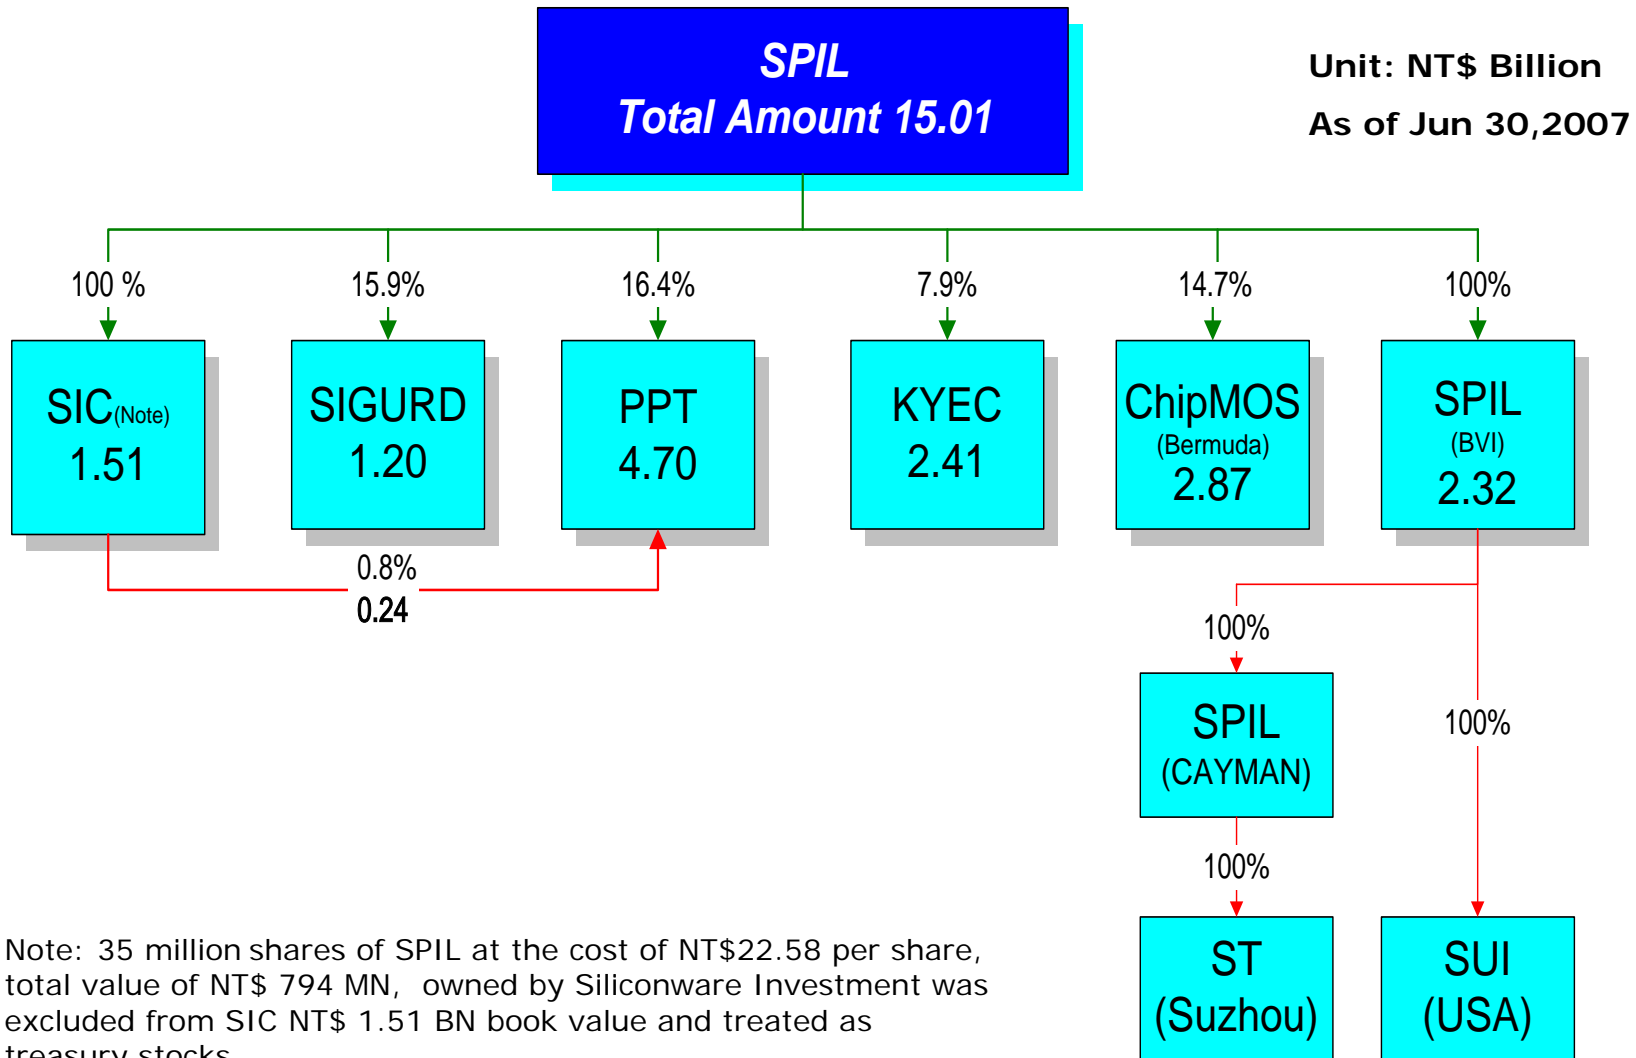 SPIL
Total Amount 15.01
Unit: NT$ Billion
As of Jun 30,2007
100 %
15.9%
16.4%
7.9%
14.7%
100%
SIC(Note)
1.51
SIGURD
1.20
PPT
4.70
KYEC
2.41
ChipMOS
(Bermuda)
2.87
SPIL
(BVI)
2.32
0.8%
0.24
100%
SPIL
(CAYMAN)
100%
100%
ST
(Suzhou)
SUI
(USA)
Note: 35 million shares of SPIL at the cost of NT$22.58 per share,
total value of NT$ 794 MN, owned by Siliconware Investment was
excluded from SIC NT$ 1.51 BN book value and treated as
treasury stocks